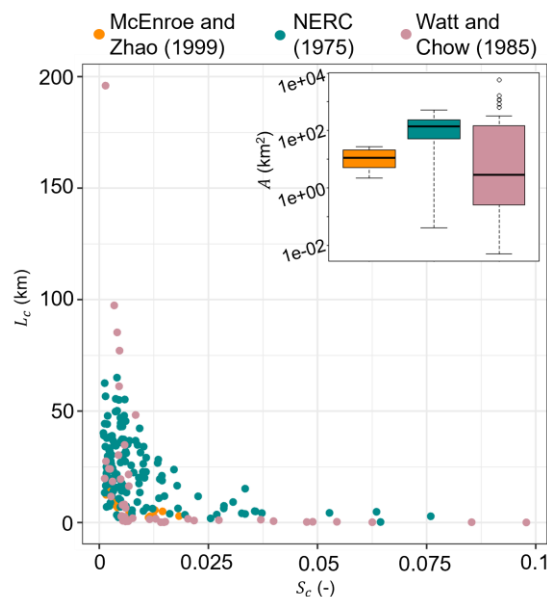 McEnroe and Zhao (1999)
NERC (1975)
Watt and Chow (1985)
200
150
100
50
0
L_c (km)
0
0.025
0.05
0.075
0.1
S_c (-)
1e+04
1e+02
1e+00
1e-02
A (km²)